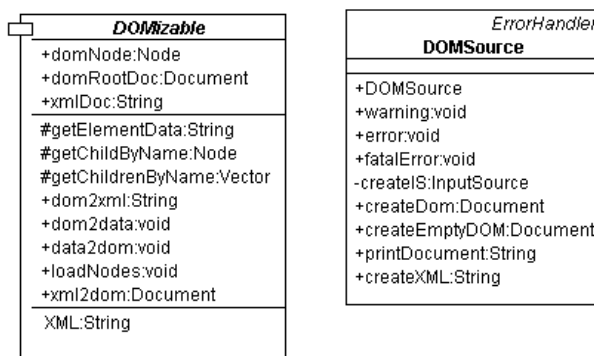 DOMizable
+domNode:Node
+domRootDoc:Document
+xmlDoc:String
#getElementData:String
#getChildByName:Node
#getChildrenByName:Vector
+dom2xml:String
+dom2data:void
+data2dom:void
+loadNodes:void
+xml2dom:Document
XML:String
ErrorHandler
DOMSource
+DOMSource
+warning:void
+error:void
+fatalError:void
-createIS:InputSource
+createDom:Document
+createEmptyDOM:Document
+printDocument:String
+createXML:String